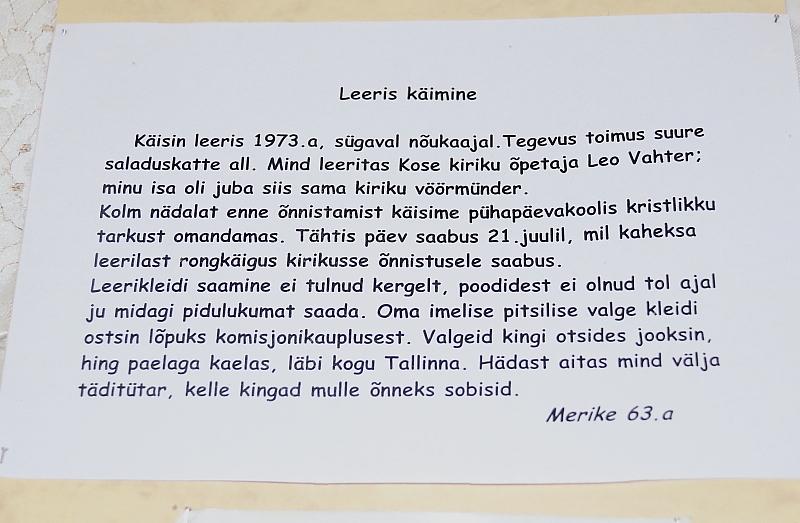 Leeris käimine
Käisin leeris 1973.a, sügaval nõukaajal.Tegevus toimus suure
saladuskatte all. Mind leeritas Kose kiriku õpetaja Leo Vahter;
minu isa oli juba siis sama kiriku vöörmünder.
Kolm nädalat enne õnnistamist käisime pühapäevakoolis kristlikku
tarkust omandamas. Tähtis päev saabus 21.juulil, mil kaheksa
leerilast rongkäigus kirikusse õnnistusele saabus.
Leerikleidi saamine ei tulnud kergelt, poodidest ei olnud tol ajal
ju midagi pidulukumat saada. Oma imelise pitsilise valge kleidi
ostsin lõpuks komisjonikauplusest. Valgeid kingi otsides jooksin,
hing paelaga kaelas, läbi kogu Tallinna. Hädast aitas mind välja
täditütar, kelle kingad mulle õnneks sobisid.
Merike 63.a